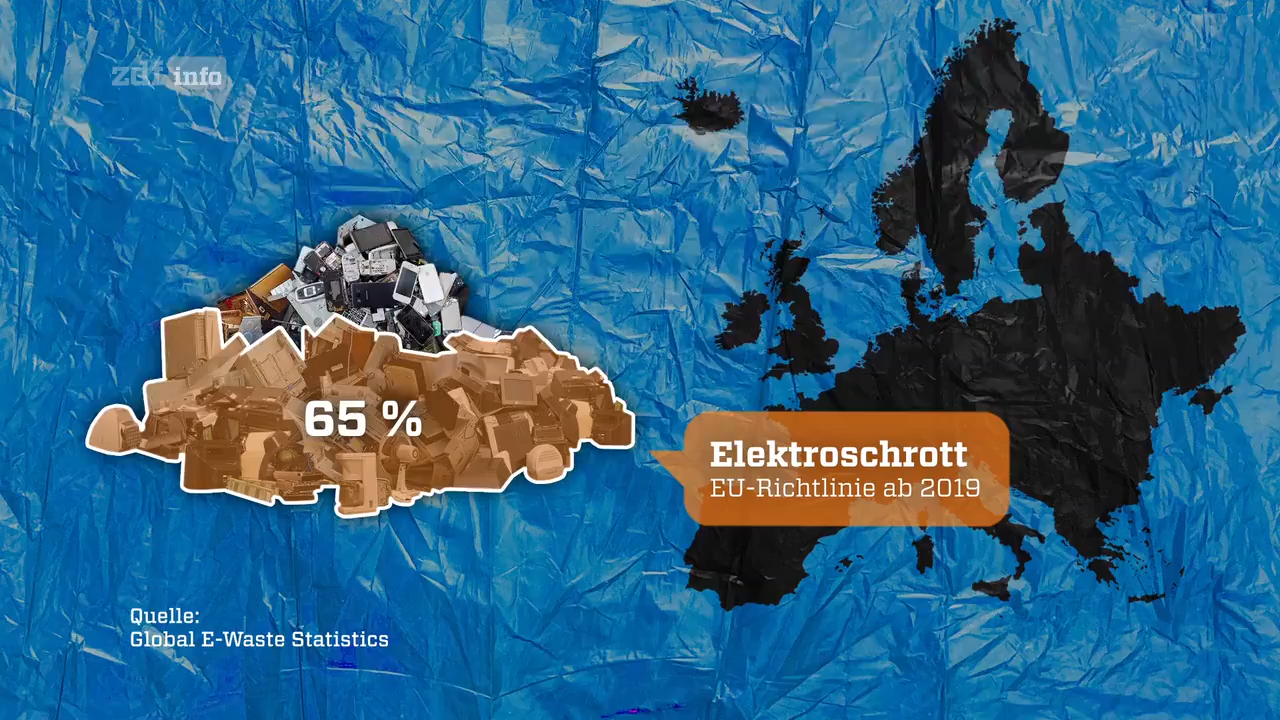 zdf info
65 %
Elektroschrott
EU-Richtlinie ab 2019
Quelle:
Global E-Waste Statistics